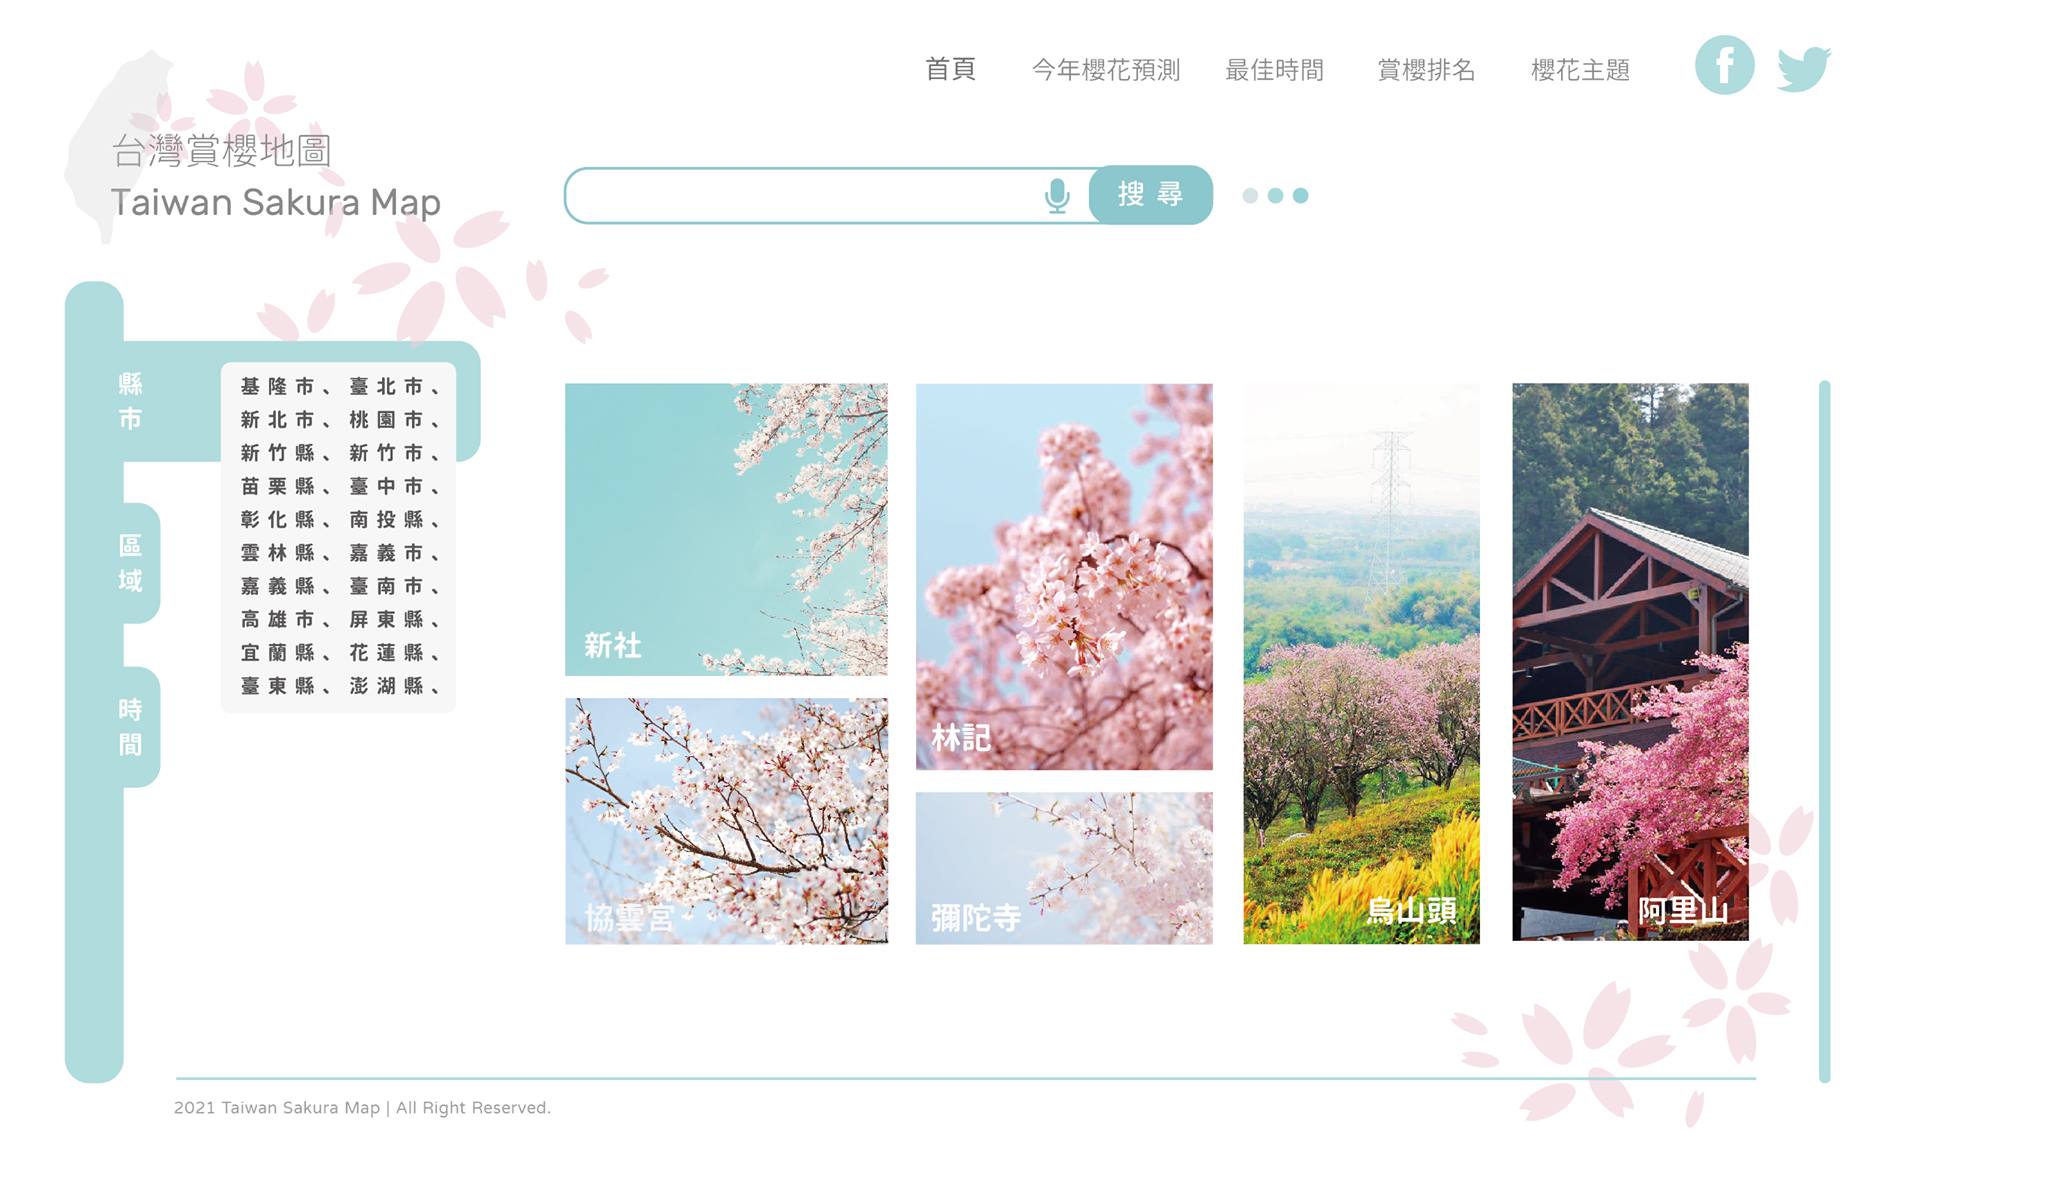 首頁 今年櫻花預測 最佳時間 賞櫻排名 櫻花主題
台灣賞櫻地圖
Taiwan Sakura Map
搜尋
縣市
基隆市、臺北市、
新北市、桃園市、
新竹縣、新竹市、
苗栗縣、臺中市、
彰化縣、南投縣、
雲林縣、嘉義市、
嘉義縣、臺南市、
高雄市、屏東縣、
宜蘭縣、花蓮縣、
臺東縣、澎湖縣、
區域
時間
新社
協雲宮
林記
彌陀寺
烏山頭
阿里山
2021 Taiwan Sakura Map | All Right Reserved.